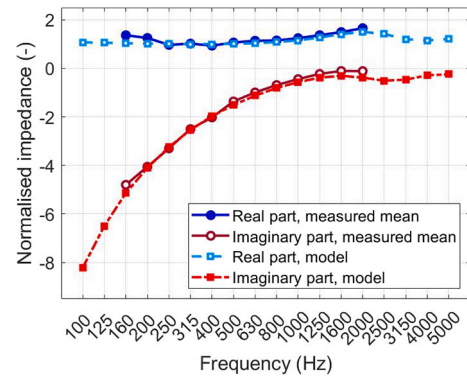 Normalised impedance (-)
2
0
-2
-4
-6
-8
Real part, measured mean
Imaginary part, measured mean
Real part, model
Imaginary part, model
100 125 160 200 250 315 400 500 630 800 1000 1250 1600 2000 2500 3150 4000 5000
Frequency (Hz)